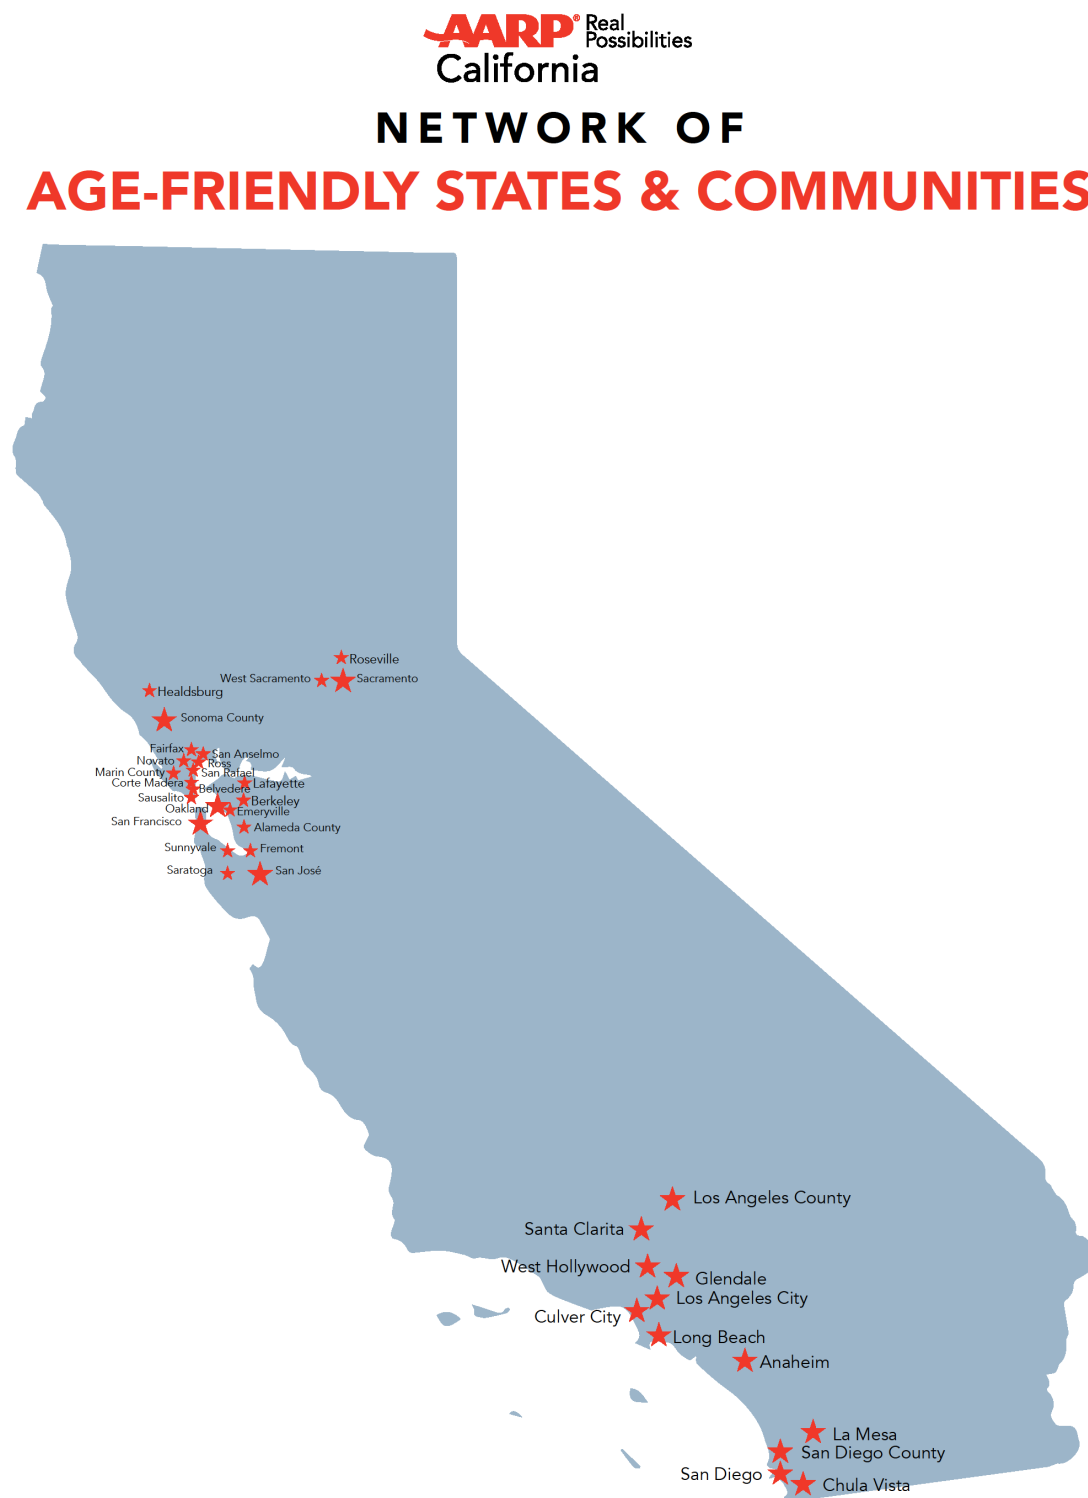 AARP® Real Possibilities
California
NETWORK OF
AGE-FRIENDLY STATES & COMMUNITIES
Roseville
West Sacramento
Sacramento
Healdsburg
Sonoma County
Fairfax
San Anselmo
Novato
Ross
Marin County
San Rafael
Corte Madera
Lafayette
Belvedere
Sausalito
Berkeley
Oakland
Emeryville
San Francisco
Alameda County
Sunnyvale
Fremont
Saratoga
San José
Los Angeles County
Santa Clarita
West Hollywood
Glendale
Los Angeles City
Culver City
Long Beach
Anaheim
La Mesa
San Diego County
San Diego
Chula Vista